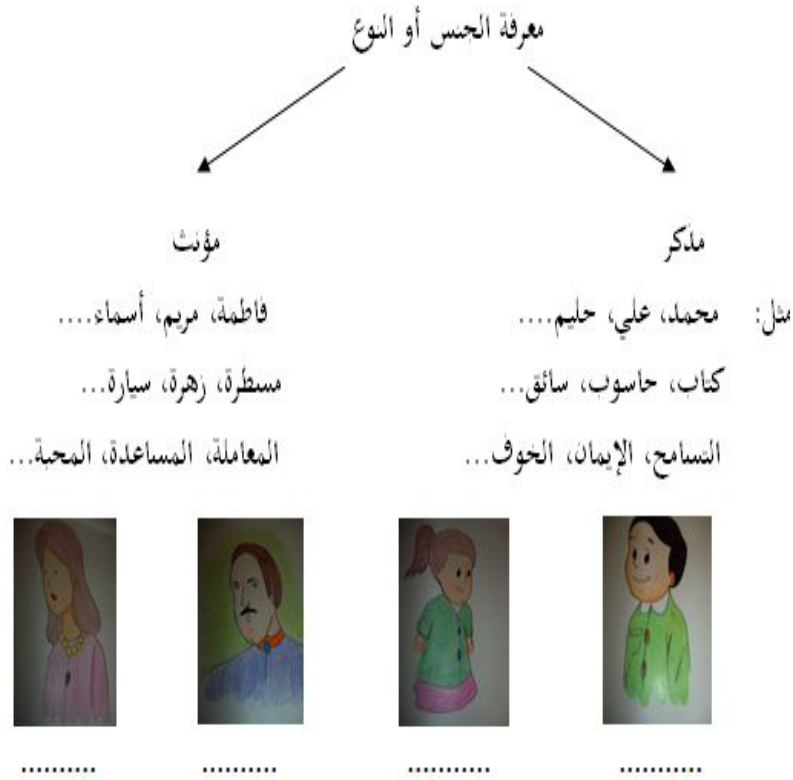 معرفة الجنس أو النوع
مذكر مؤنث
مثل: محمد، علي، حليم.... فاطمة، مريم، أسماء....
كتاب، حاسوب، سائق... مسطرة، زهرة، سيارة...
التسامح، الإيمان، الخوف... المعاملة، المساعدة، المحبة...
........... ........... .......... ..........